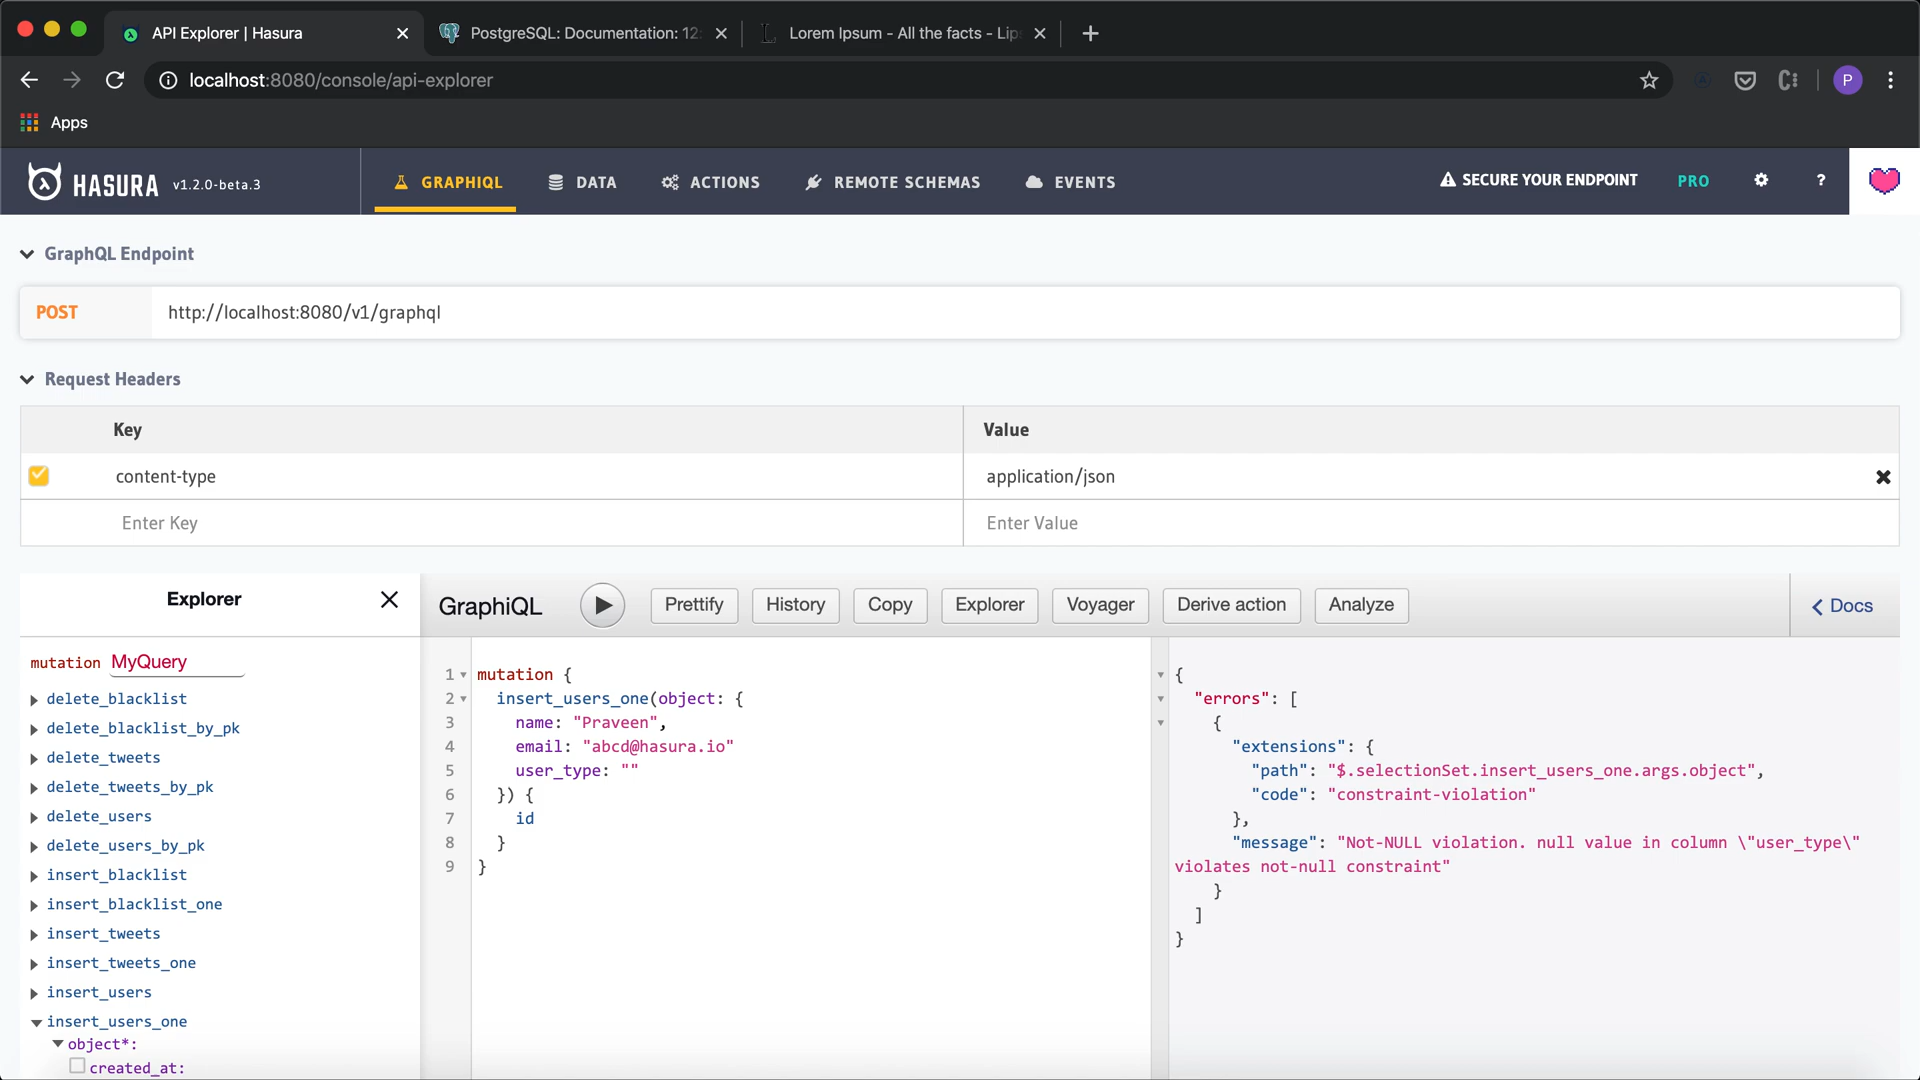 API Explorer | Hasura
PostgreSQL: Documentation: 12:
Lorem Ipsum - All the facts - Lip
localhost:8080/console/api-explorer
P
Apps
HASURA v1.2.0-beta.3
GRAPHIQL
DATA
ACTIONS
REMOTE SCHEMAS
EVENTS
SECURE YOUR ENDPOINT
PRO
?
GraphQL Endpoint
POST http://localhost:8080/v1/graphql
Request Headers
Key Value
content-type application/json
Enter Key Enter Value
Explorer
GraphiQL
Prettify
History
Copy
Explorer
Voyager
Derive action
Analyze
Docs
mutation MyQuery
delete_blacklist
delete_blacklist_by_pk
delete_tweets
delete_tweets_by_pk
delete_users
delete_users_by_pk
insert_blacklist
insert_blacklist_one
insert_tweets
insert_tweets_one
insert_users
insert_users_one
object*:
created_at:
1 mutation {
2 insert_users_one(object: {
3 name: "Praveen",
4 email: "abcd@hasura.io"
5 user_type: ""
6 }) {
7 id
8 }
9 }
{
"errors": [
{
"extensions": {
"path": "$.selectionSet.insert_users_one.args.object",
"code": "constraint-violation"
},
"message": "Not-NULL violation. null value in column \"user_type\"
violates not-null constraint"
}
]
}